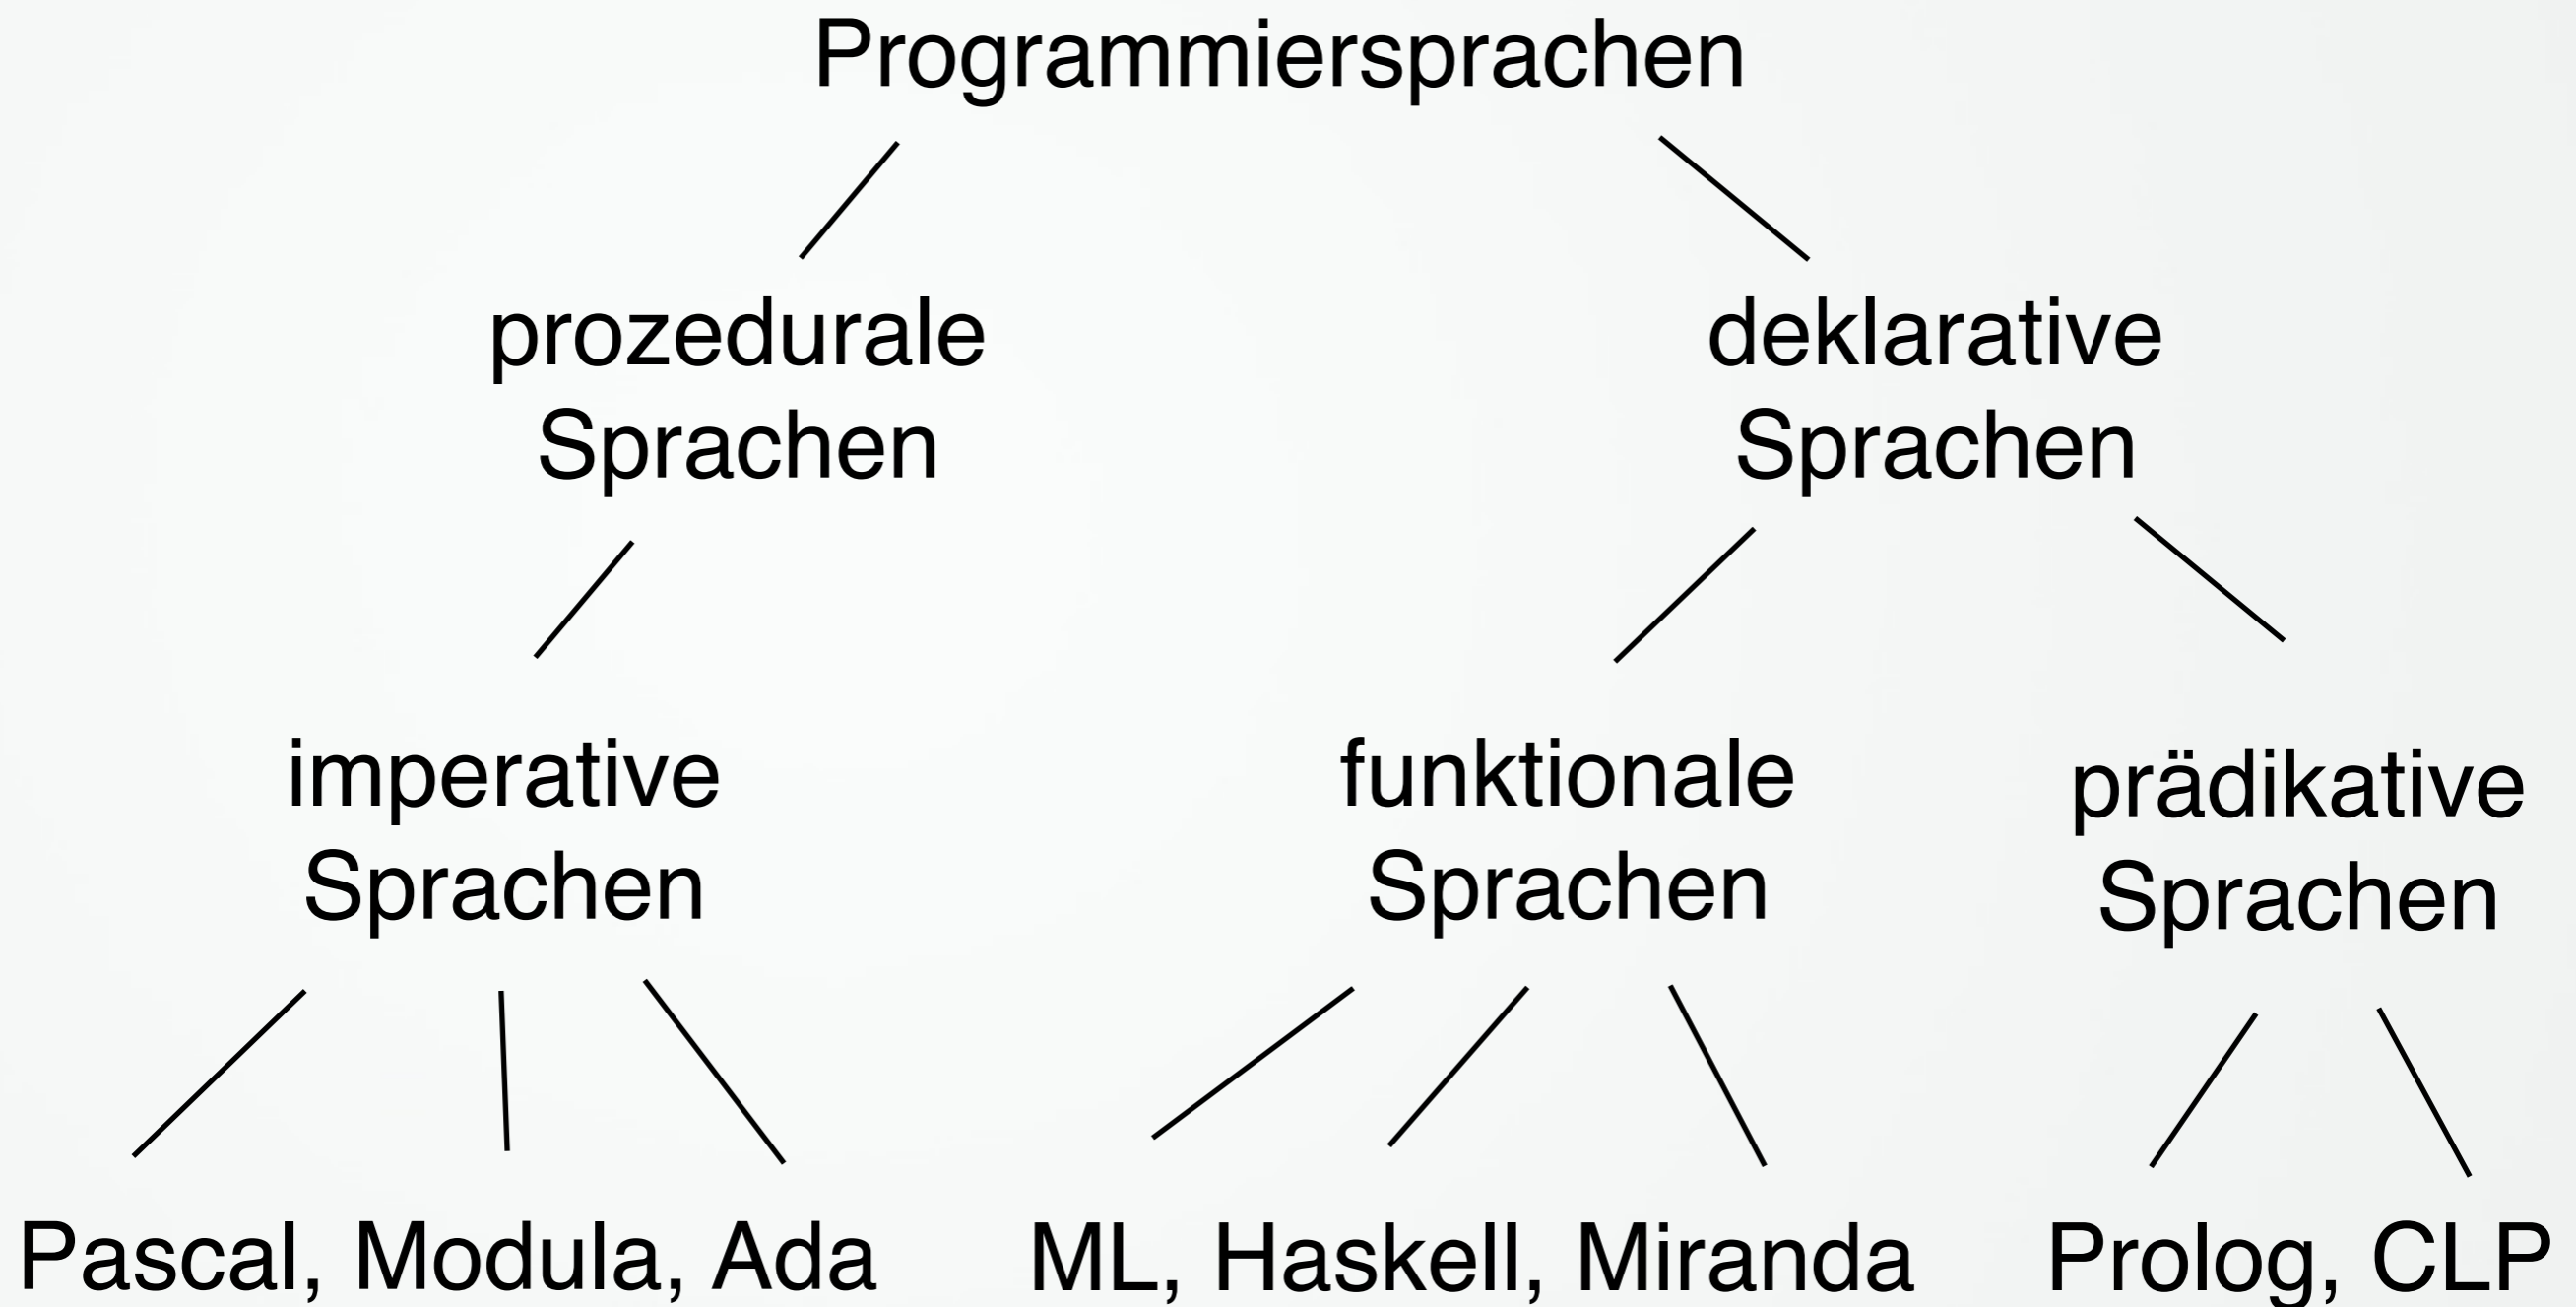 Programmiersprachen
prozedurale
Sprachen
deklarative
Sprachen
imperative
Sprachen
funktionale
Sprachen
prädikative
Sprachen
Pascal, Modula, Ada
ML, Haskell, Miranda
Prolog, CLP